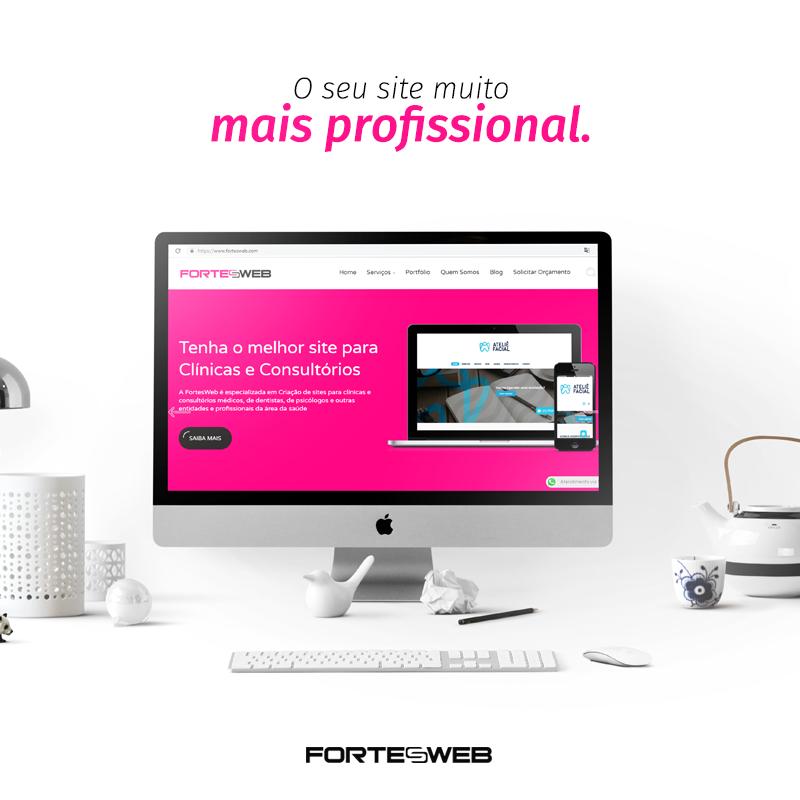 O seu site muito
mais profissional.
https://www.fortesweb.com
FORTESWEB
Home Serviços Portfólio Quem Somos Blog Solicitar Orçamento
Tenha o melhor site para
Clínicas e Consultórios
A FortesWeb é especializada em Criação de sites para clínicas e
consultórios médicos, de dentistas, de psicólogos e outras
entidades e profissionais da área da saúde
SAIBA MAIS
ATELIÊ
FACIAL
ATELIÊ
FACIAL
Atendimento via
FORTESWEB